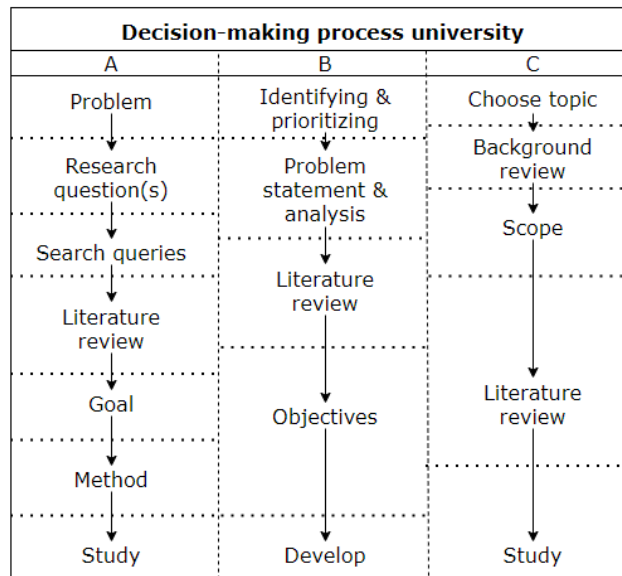 Decision-making process university
A
B
C
Problem
Research
question(s)
Search queries
Literature
review
Goal
Method
Study
Identifying &
prioritizing
Problem
statement &
analysis
Literature
review
Objectives
Develop
Choose topic
Background
review
Scope
Literature
review
Study